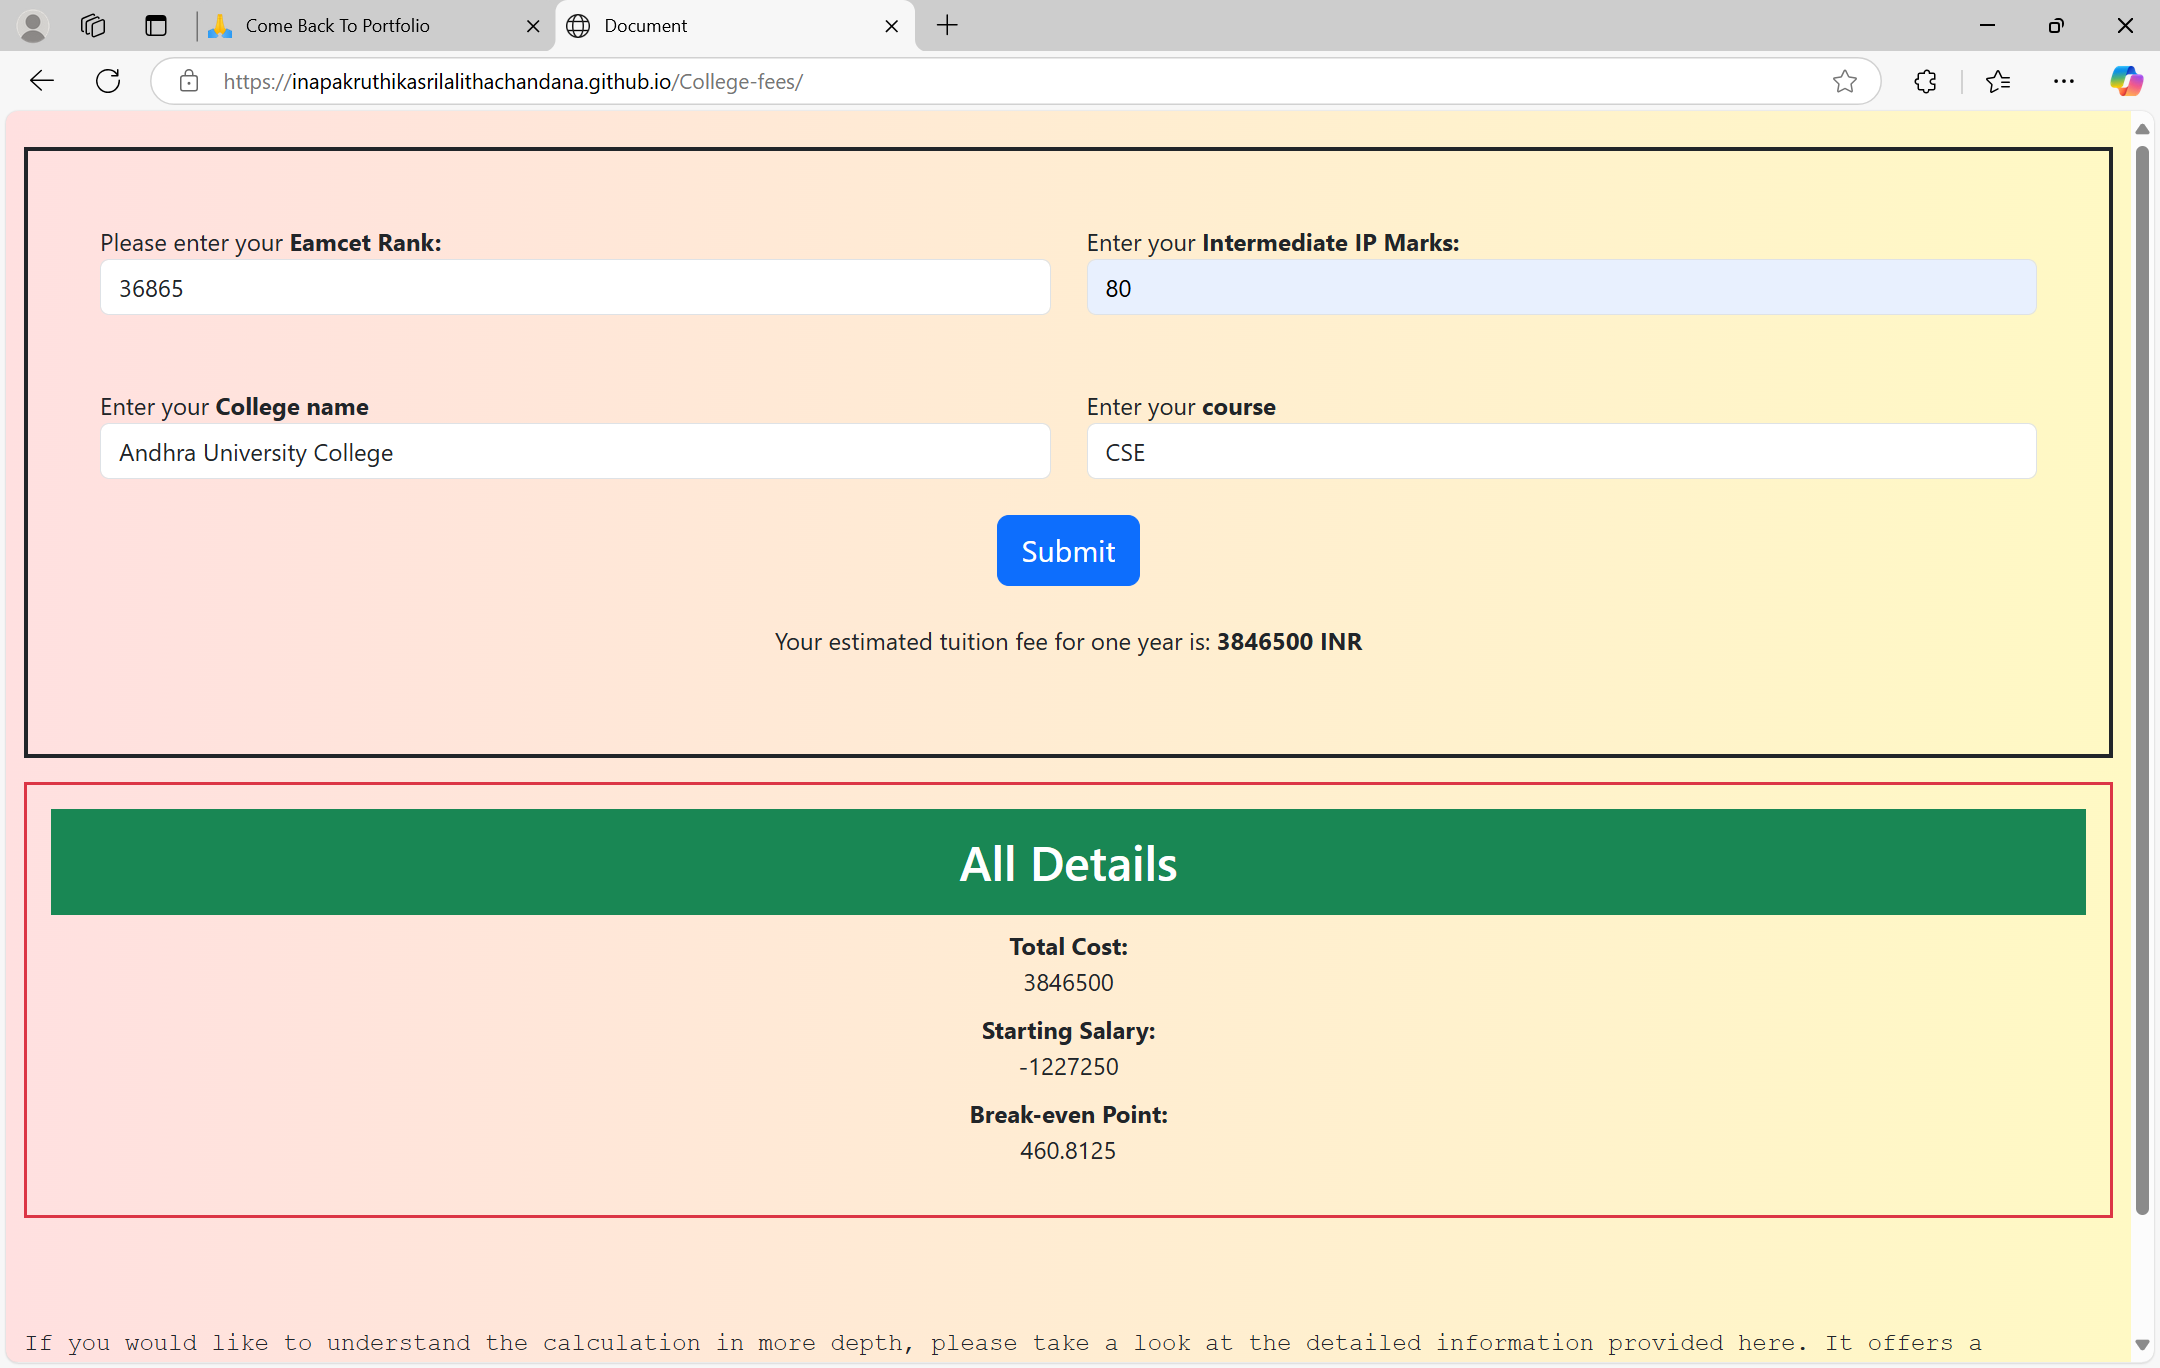 Come Back To Portfolio
Document
https://inapakruthikasrilalithachandana.github.io/College-fees/
Please enter your Eamcet Rank:
Enter your Intermediate IP Marks:
36865
80
Enter your College name
Enter your course
Andhra University College
CSE
Submit
Your estimated tuition fee for one year is: 3846500 INR
All Details
Total Cost:
3846500
Starting Salary:
-1227250
Break-even Point:
460.8125
If you would like to understand the calculation in more depth, please take a look at the detailed information provided here. It offers a